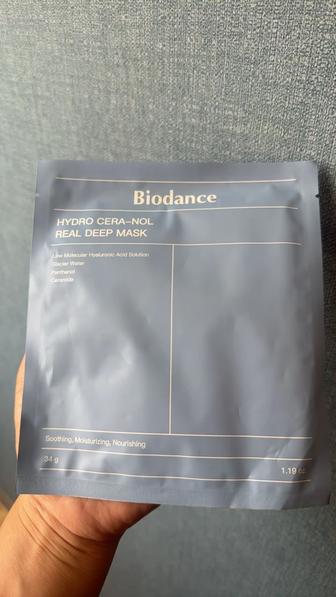 Biodance
HYDRO CERA-NOL
REAL DEEP MASK
Low Molecular Hyaluronic Acid Solution
Glacier Water
Panthenol
Ceramide
Soothing, Moisturizing, Nourishing
34 g
1.19 oz